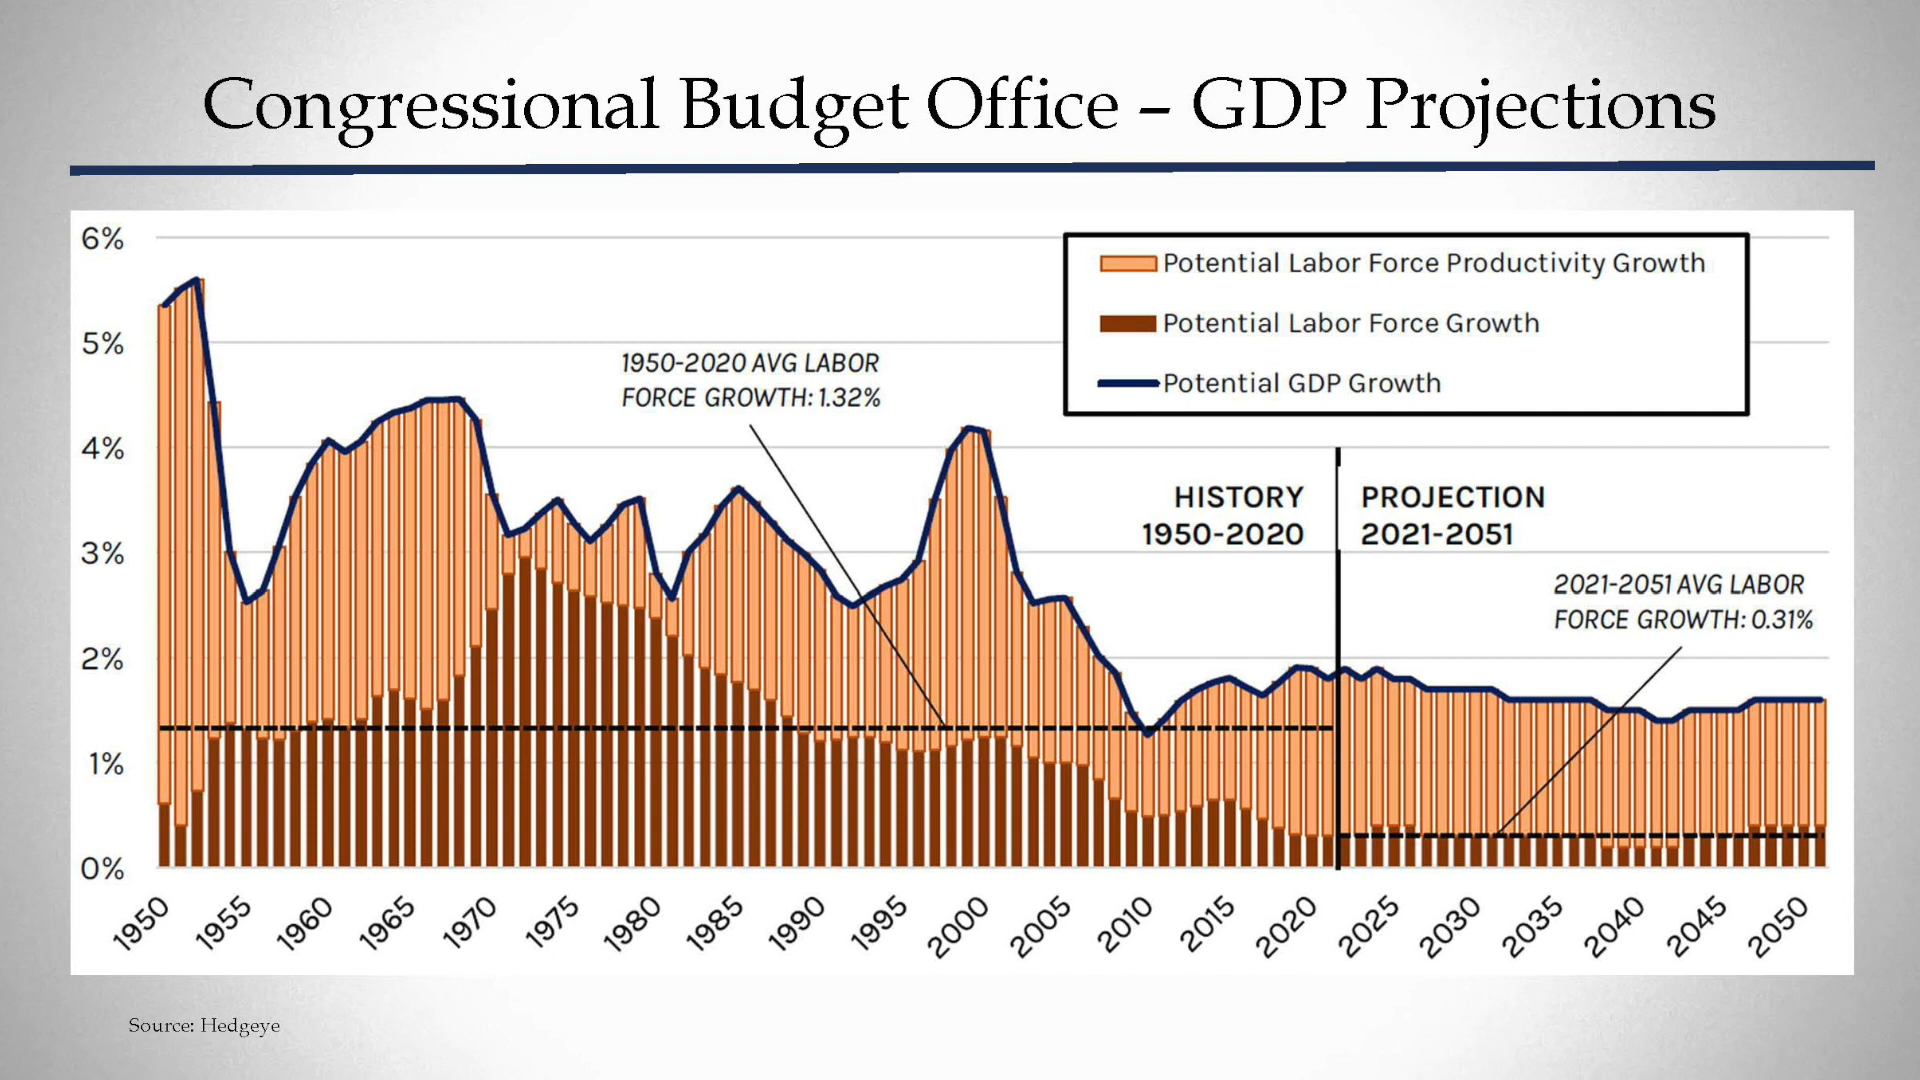 Congressional Budget Office – GDP Projections
6%
5%
4%
3%
2%
1%
0%
Potential Labor Force Productivity Growth
Potential Labor Force Growth
Potential GDP Growth
1950-2020 AVG LABOR
FORCE GROWTH: 1.32%
HISTORY
1950-2020
PROJECTION
2021-2051
2021-2051 AVG LABOR
FORCE GROWTH: 0.31%
1950
1955
1960
1965
1970
1975
1980
1985
1990
1995
2000
2005
2010
2015
2020
2025
2030
2035
2040
2045
2050
Source: Hedgeye